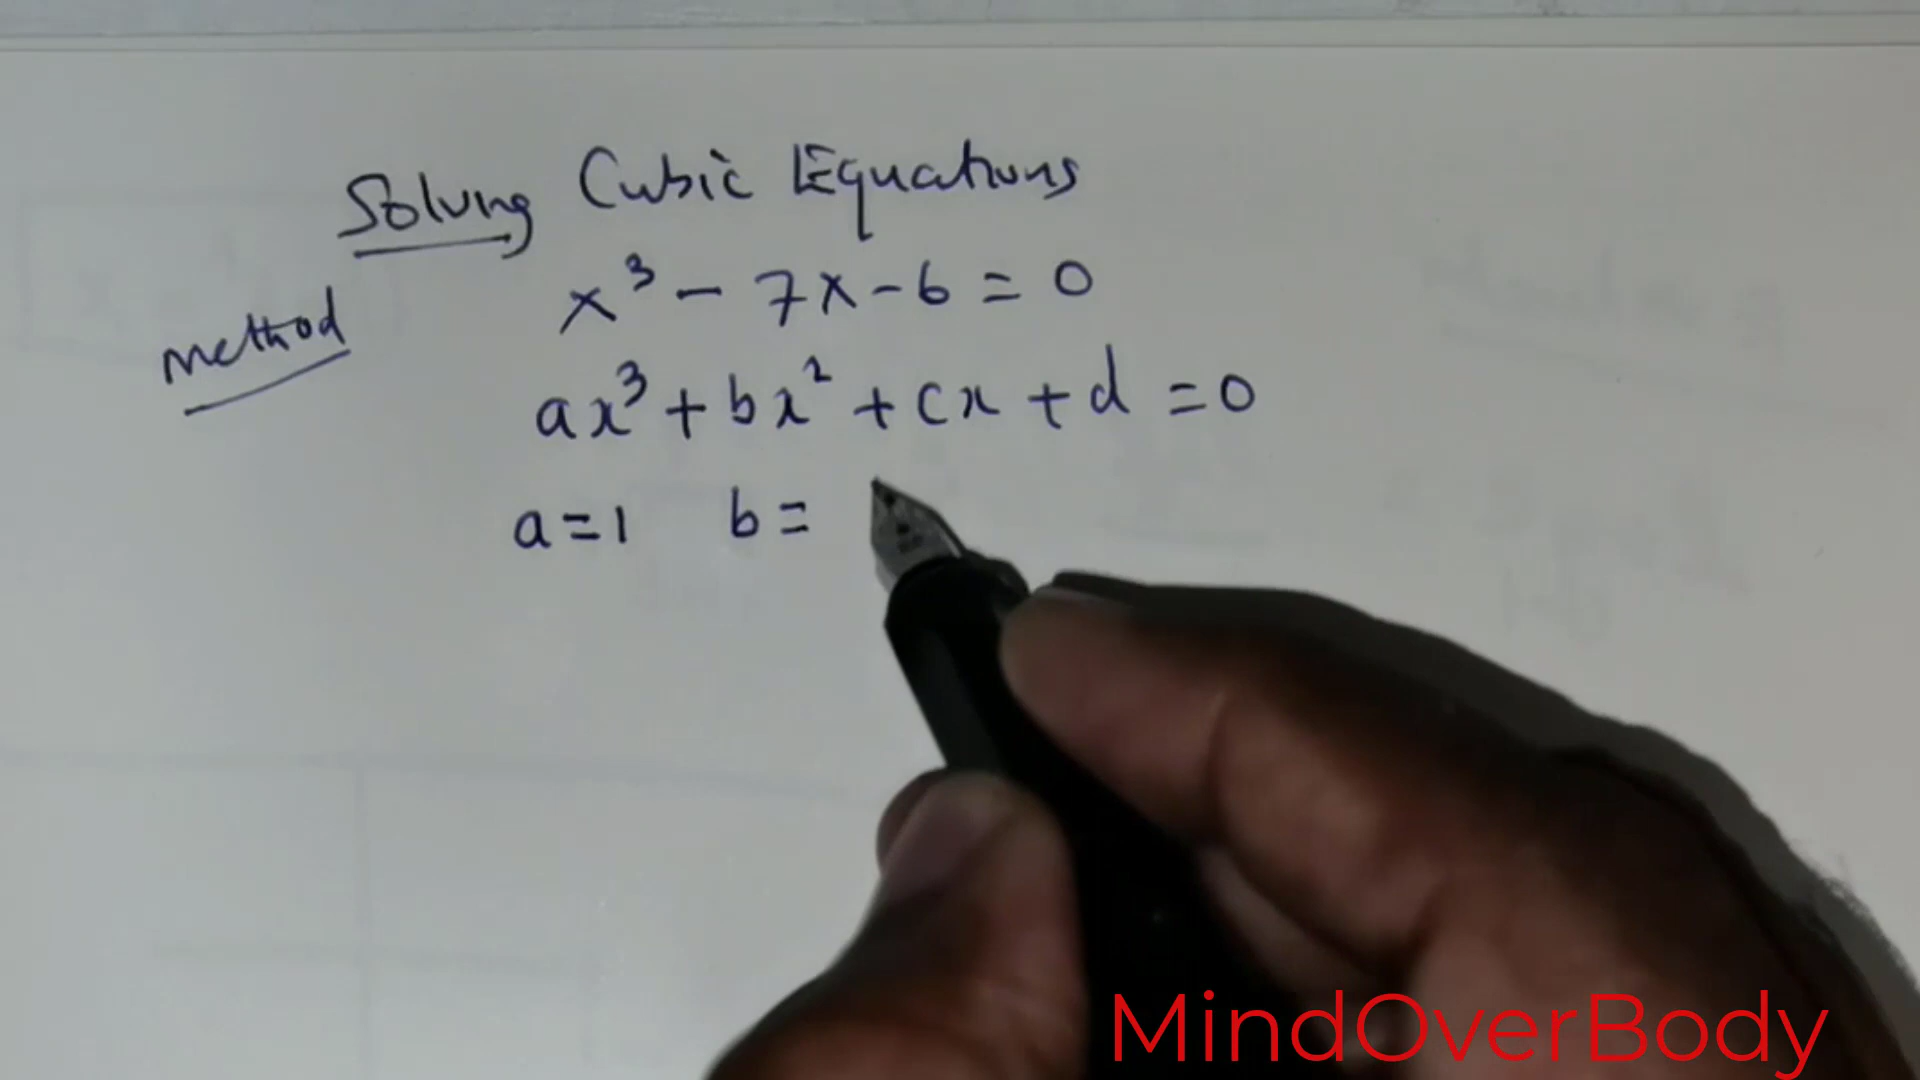 Solving Cubic Equations
x³ - 7x - 6 = 0
method
ax³ + bx² + cx + d = 0
a = 1 b =
MindOverBody